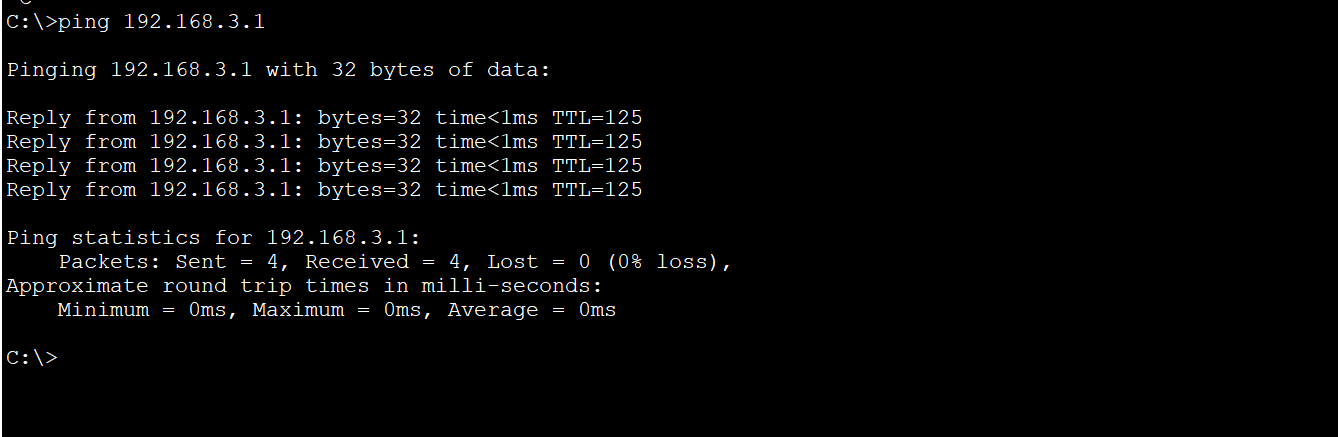 C:\>ping 192.168.3.1
Pinging 192.168.3.1 with 32 bytes of data:
Reply from 192.168.3.1: bytes=32 time<1ms TTL=125
Reply from 192.168.3.1: bytes=32 time<1ms TTL=125
Reply from 192.168.3.1: bytes=32 time<1ms TTL=125
Reply from 192.168.3.1: bytes=32 time<1ms TTL=125
Ping statistics for 192.168.3.1:
    Packets: Sent = 4, Received = 4, Lost = 0 (0% loss),
Approximate round trip times in milli-seconds:
    Minimum = 0ms, Maximum = 0ms, Average = 0ms
C:\>